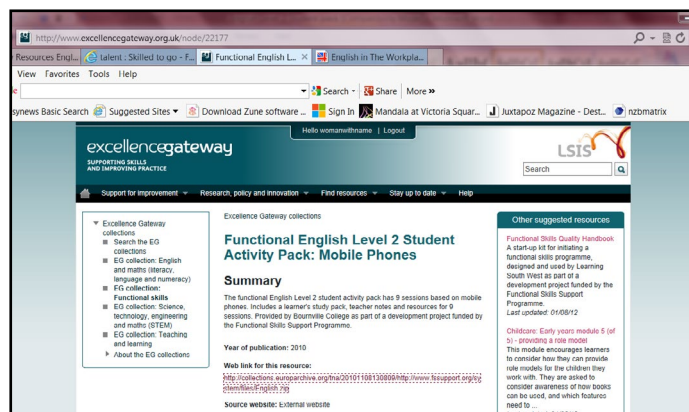 http://www.excellencegateway.org.uk/node/22177
Resources Engl... talent : Skilled to go - F... Functional English L... × English in The Workpla...
View Favorites Tools Help
Search Share More »
synews Basic Search Suggested Sites Download Zune software ... Sign In Mandala at Victoria Squar... Juxtapoz Magazine - Dest... nzbmatrix
Hello womanwithname | Logout
excellencegateway
SUPPORTING SKILLS
AND IMPROVING PRACTICE
LSIS
Search
Support for improvement Research, policy and innovation Find resources Stay up to date Help
Excellence Gateway
collections
Search the EG
collections
EG collection: English
and maths (literacy,
language and numeracy)
EG collection:
Functional skills
EG collection: Science,
technology, engineering
and maths (STEM)
EG collection: Teaching
and learning
About the EG collections
Excellence Gateway collections
Functional English Level 2 Student
Activity Pack: Mobile Phones
Summary
The functional English Level 2 student activity pack has 9 sessions based on mobile
phones. Includes a learner's study pack, teacher notes and resources for 9
sessions. Provided by Bournville College as part of a development project funded by
the Functional Skills Support Programme.
Year of publication: 2010
Web link for this resource:
http://collections.europarchive.org/tna/20101108130809/http://www.fssupport.org/sy
stem/files/English.zip
Source website: External website
Other suggested resources
Functional Skills Quality Handbook
A start-up kit for initiating a
functional skills programme,
designed and used by Learning
South West as part of a
development project funded by the
Functional Skills Support
Programme.
Last updated: 01/08/12
Childcare: Early years module 5 (of
5) - providing a role model
This module encourages learners
to consider how they can provide
role models for the children they
work with. They are asked to
consider awareness of how books
can be used, and which features
need to ...